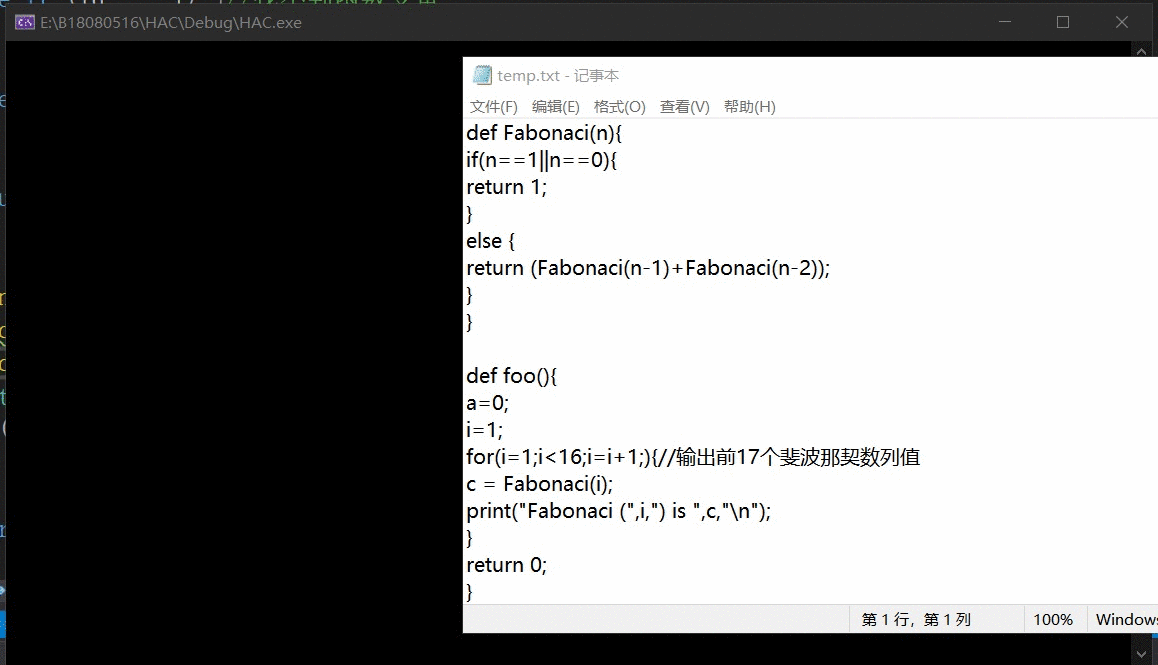 E:\B18080516\HAC\Debug\HAC.exe
temp.txt - 记事本
文件(F) 编辑(E) 格式(O) 查看(V) 帮助(H)
def Fabonaci(n){
if(n==1||n==0){
return 1;
}
else {
return (Fabonaci(n-1)+Fabonaci(n-2));
}
}
def foo(){
a=0;
i=1;
for(i=1;i<16;i=i+1;){//输出前17个斐波那契数列值
c = Fabonaci(i);
print("Fabonaci (",i,") is ",c,"\n");
}
return 0;
}
第 1 行，第 1 列 100% Windows